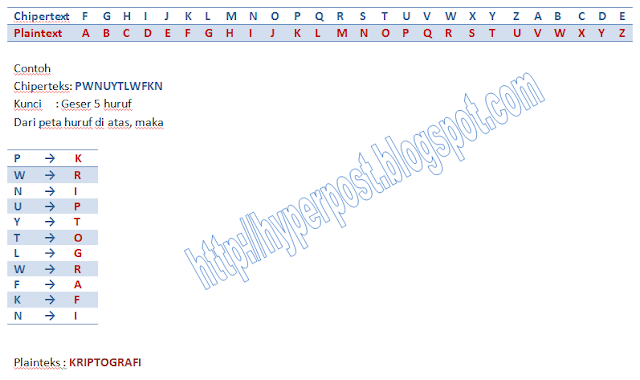 Chipertext F G H I J K L M N O P Q R S T U V W X Y Z A B C D E
Plaintext A B C D E F G H I J K L M N O P Q R S T U V W X Y Z
Contoh
Chiperteks: PWNUYTLWFKN
Kunci : Geser 5 huruf
Dari peta huruf di atas, maka
P → K
W → R
N → I
U → P
Y → T
T → O
L → G
W → R
F → A
K → F
N → I
Plainteks : KRIPTOGRAFI
http://hyperpost.blogspot.com